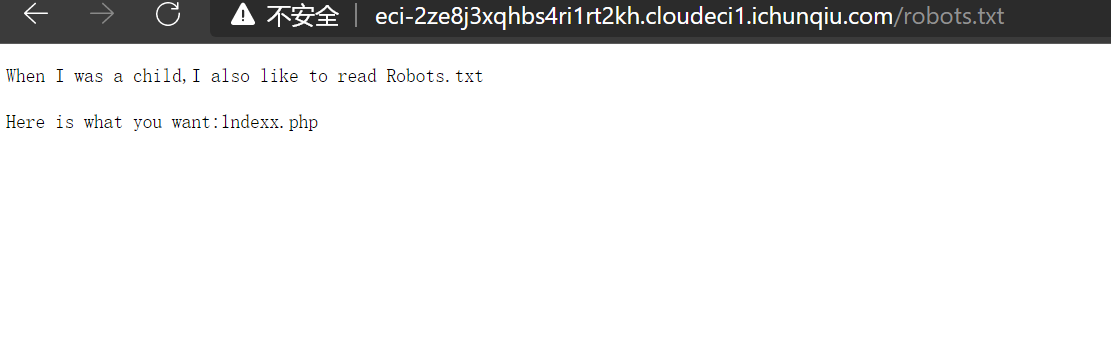 不安全 | eci-2ze8j3xqhbs4ri1rt2kh.cloudeci1.ichunqiu.com/robots.txt
When I was a child,I also like to read Robots.txt
Here is what you want:1ndexx.php